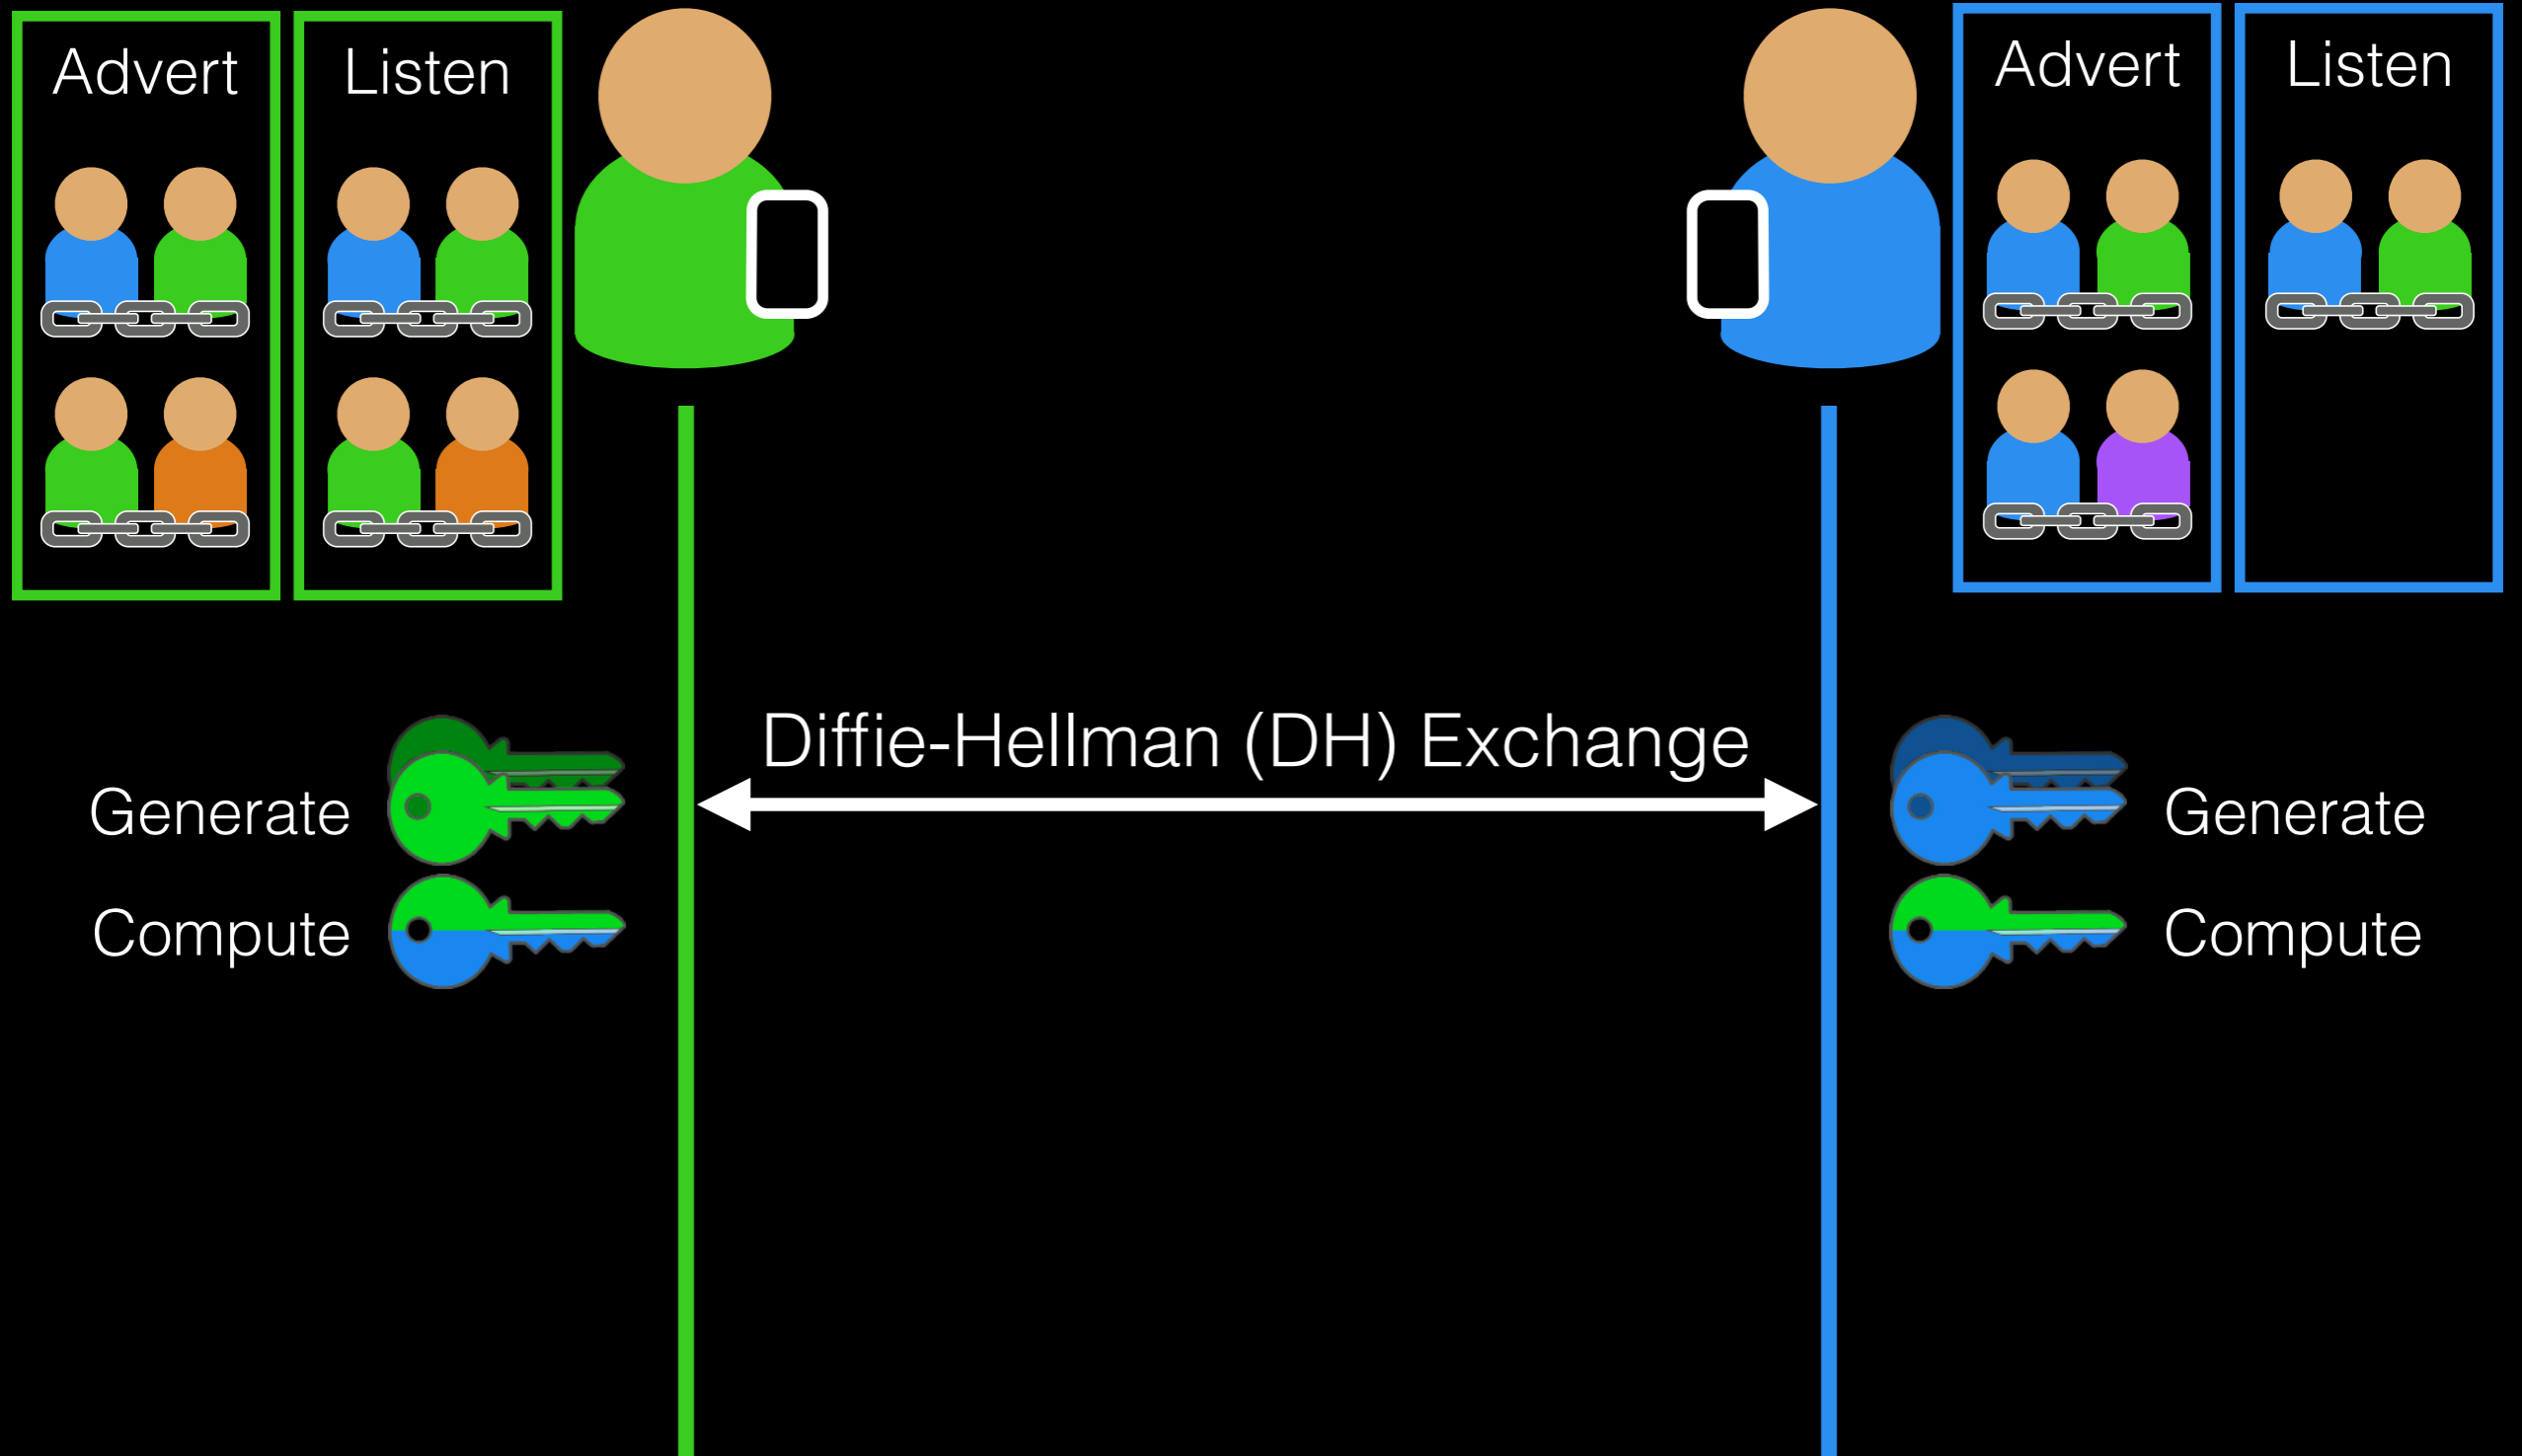 Advert
Listen
Advert
Listen
Diffie-Hellman (DH) Exchange
Generate
Generate
Compute
Compute